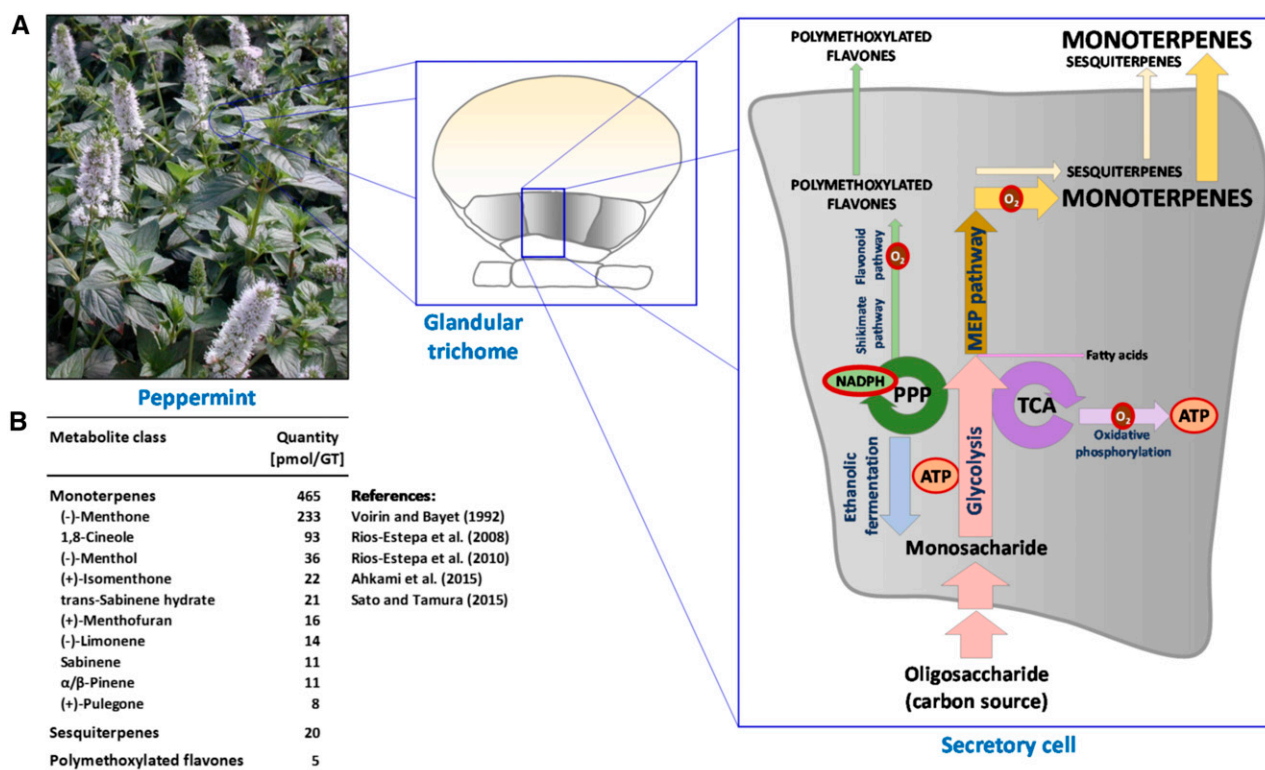 A
Peppermint
Glandular
trichome
POLYMETHOXYLATED
FLAVONES
MONOTERPENES
SESQUITERPENES
POLYMETHOXYLATED
FLAVONES
SESQUITERPENES
MONOTERPENES
O2
Flavonoid
pathway
O2
Shikimate
pathway
MEP pathway
Fatty acids
NADPH
PPP
TCA
O2
ATP
Oxidative
phosphorylation
Ethanolic
fermentation
ATP
Glycolysis
Monosacharide
Oligosaccharide
(carbon source)
Secretory cell
B
Metabolite class Quantity
[pmol/GT]
Monoterpenes 465 References:
(-)-Menthone 233 Voirin and Bayet (1992)
1,8-Cineole 93 Rios-Estepa et al. (2008)
(-)-Menthol 36 Rios-Estepa et al. (2010)
(+)-Isomenthone 22 Ahkami et al. (2015)
trans-Sabinene hydrate 21 Sato and Tamura (2015)
(+)-Menthofuran 16
(-)-Limonene 14
Sabinene 11
α/β-Pinene 11
(+)-Pulegone 8
Sesquiterpenes 20
Polymethoxylated flavones 5